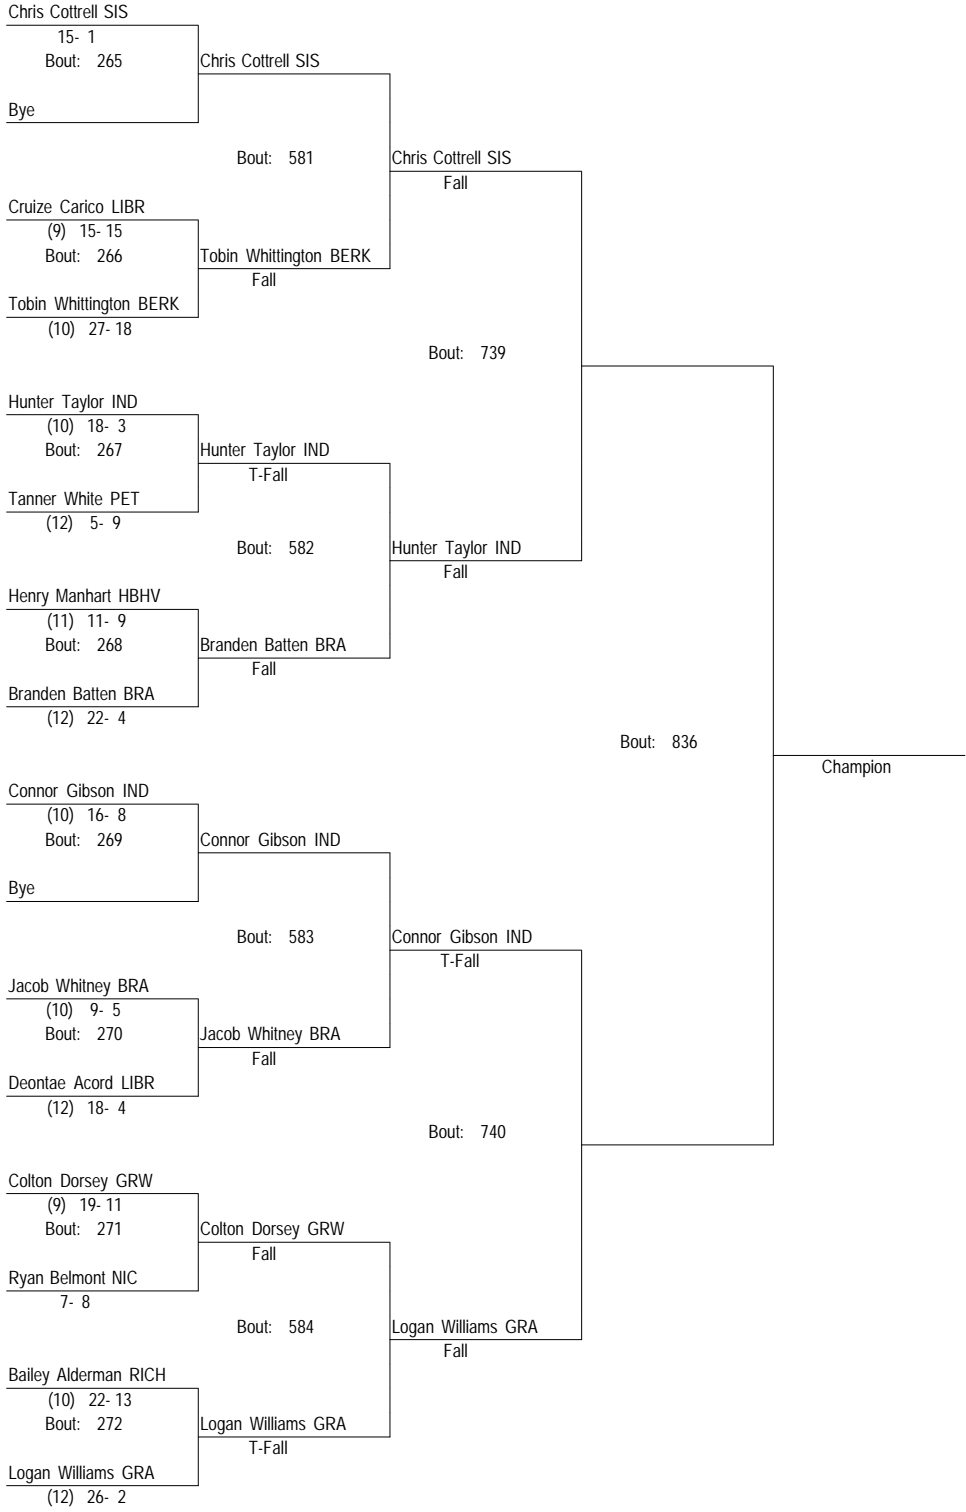 Chris Cottrell SIS
15- 1
Bout: 265
Chris Cottrell SIS
Bye
Bout: 581
Chris Cottrell SIS
Fall
Cruize Carico LIBR
(9) 15- 15
Bout: 266
Tobin Whittington BERK
Fall
Tobin Whittington BERK
(10) 27- 18
Bout: 739
Hunter Taylor IND
(10) 18- 3
Bout: 267
Hunter Taylor IND
T-Fall
Tanner White PET
(12) 5- 9
Bout: 582
Hunter Taylor IND
Fall
Henry Manhart HBHV
(11) 11- 9
Bout: 268
Branden Batten BRA
Fall
Branden Batten BRA
(12) 22- 4
Bout: 836
Champion
Connor Gibson IND
(10) 16- 8
Bout: 269
Connor Gibson IND
Bye
Bout: 583
Connor Gibson IND
T-Fall
Jacob Whitney BRA
(10) 9- 5
Bout: 270
Jacob Whitney BRA
Fall
Deontae Acord LIBR
(12) 18- 4
Bout: 740
Colton Dorsey GRW
(9) 19- 11
Bout: 271
Colton Dorsey GRW
Fall
Ryan Belmont NIC
7- 8
Bout: 584
Logan Williams GRA
Fall
Bailey Alderman RICH
(10) 22- 13
Bout: 272
Logan Williams GRA
T-Fall
Logan Williams GRA
(12) 26- 2